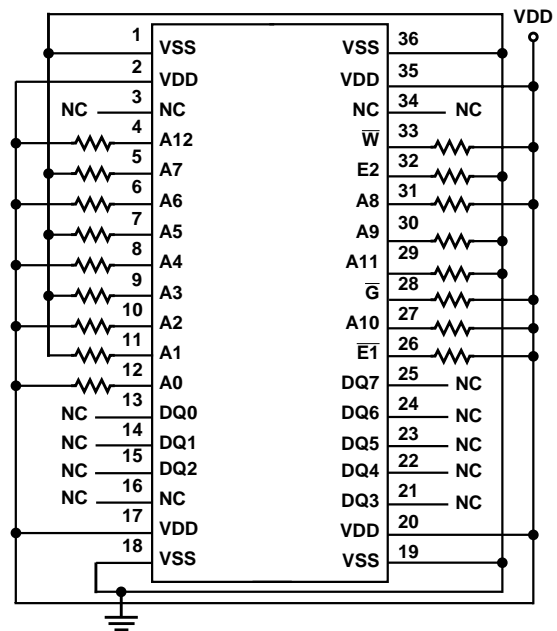 VDD
1 VSS VSS 36
2 VDD VDD 35
NC 3 NC NC 34 NC
4 A12 W̅ 33
5 A7 E2 32
6 A6 A8 31
7 A5 A9 30
8 A4 A11 29
9 A3 G̅ 28
10 A2 A10 27
11 A1 E̅1̅ 26
12 A0 DQ7 25 NC
NC 13 DQ0 DQ6 24 NC
NC 14 DQ1 DQ5 23 NC
NC 15 DQ2 DQ4 22 NC
NC 16 NC DQ3 21 NC
17 VDD VDD 20
18 VSS VSS 19